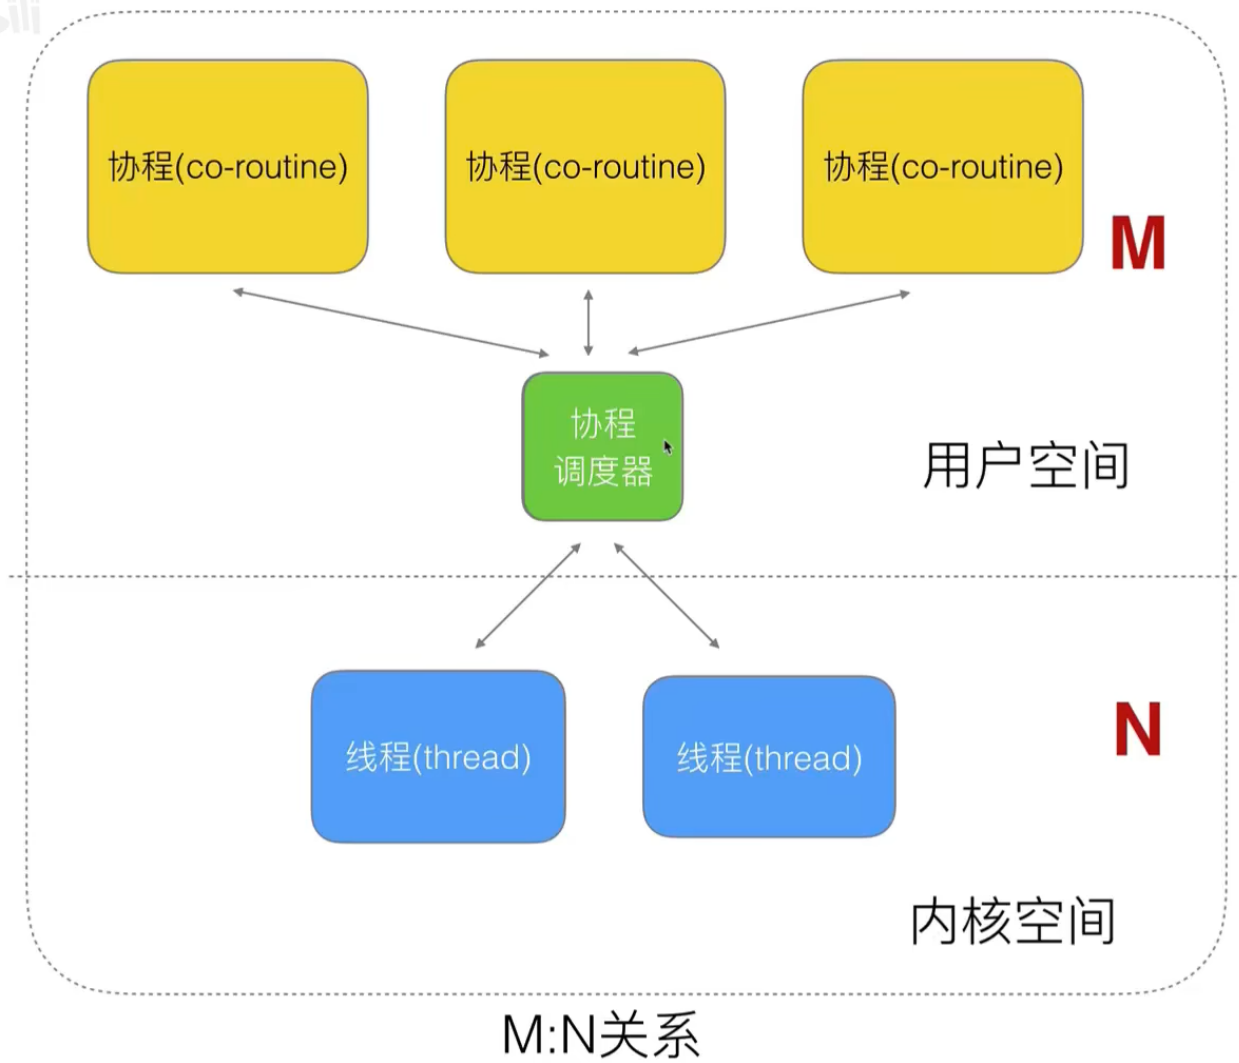 协程(co-routine)
协程(co-routine)
协程(co-routine)
M
协程
调度器
用户空间
线程(thread)
线程(thread)
N
内核空间
M:N关系